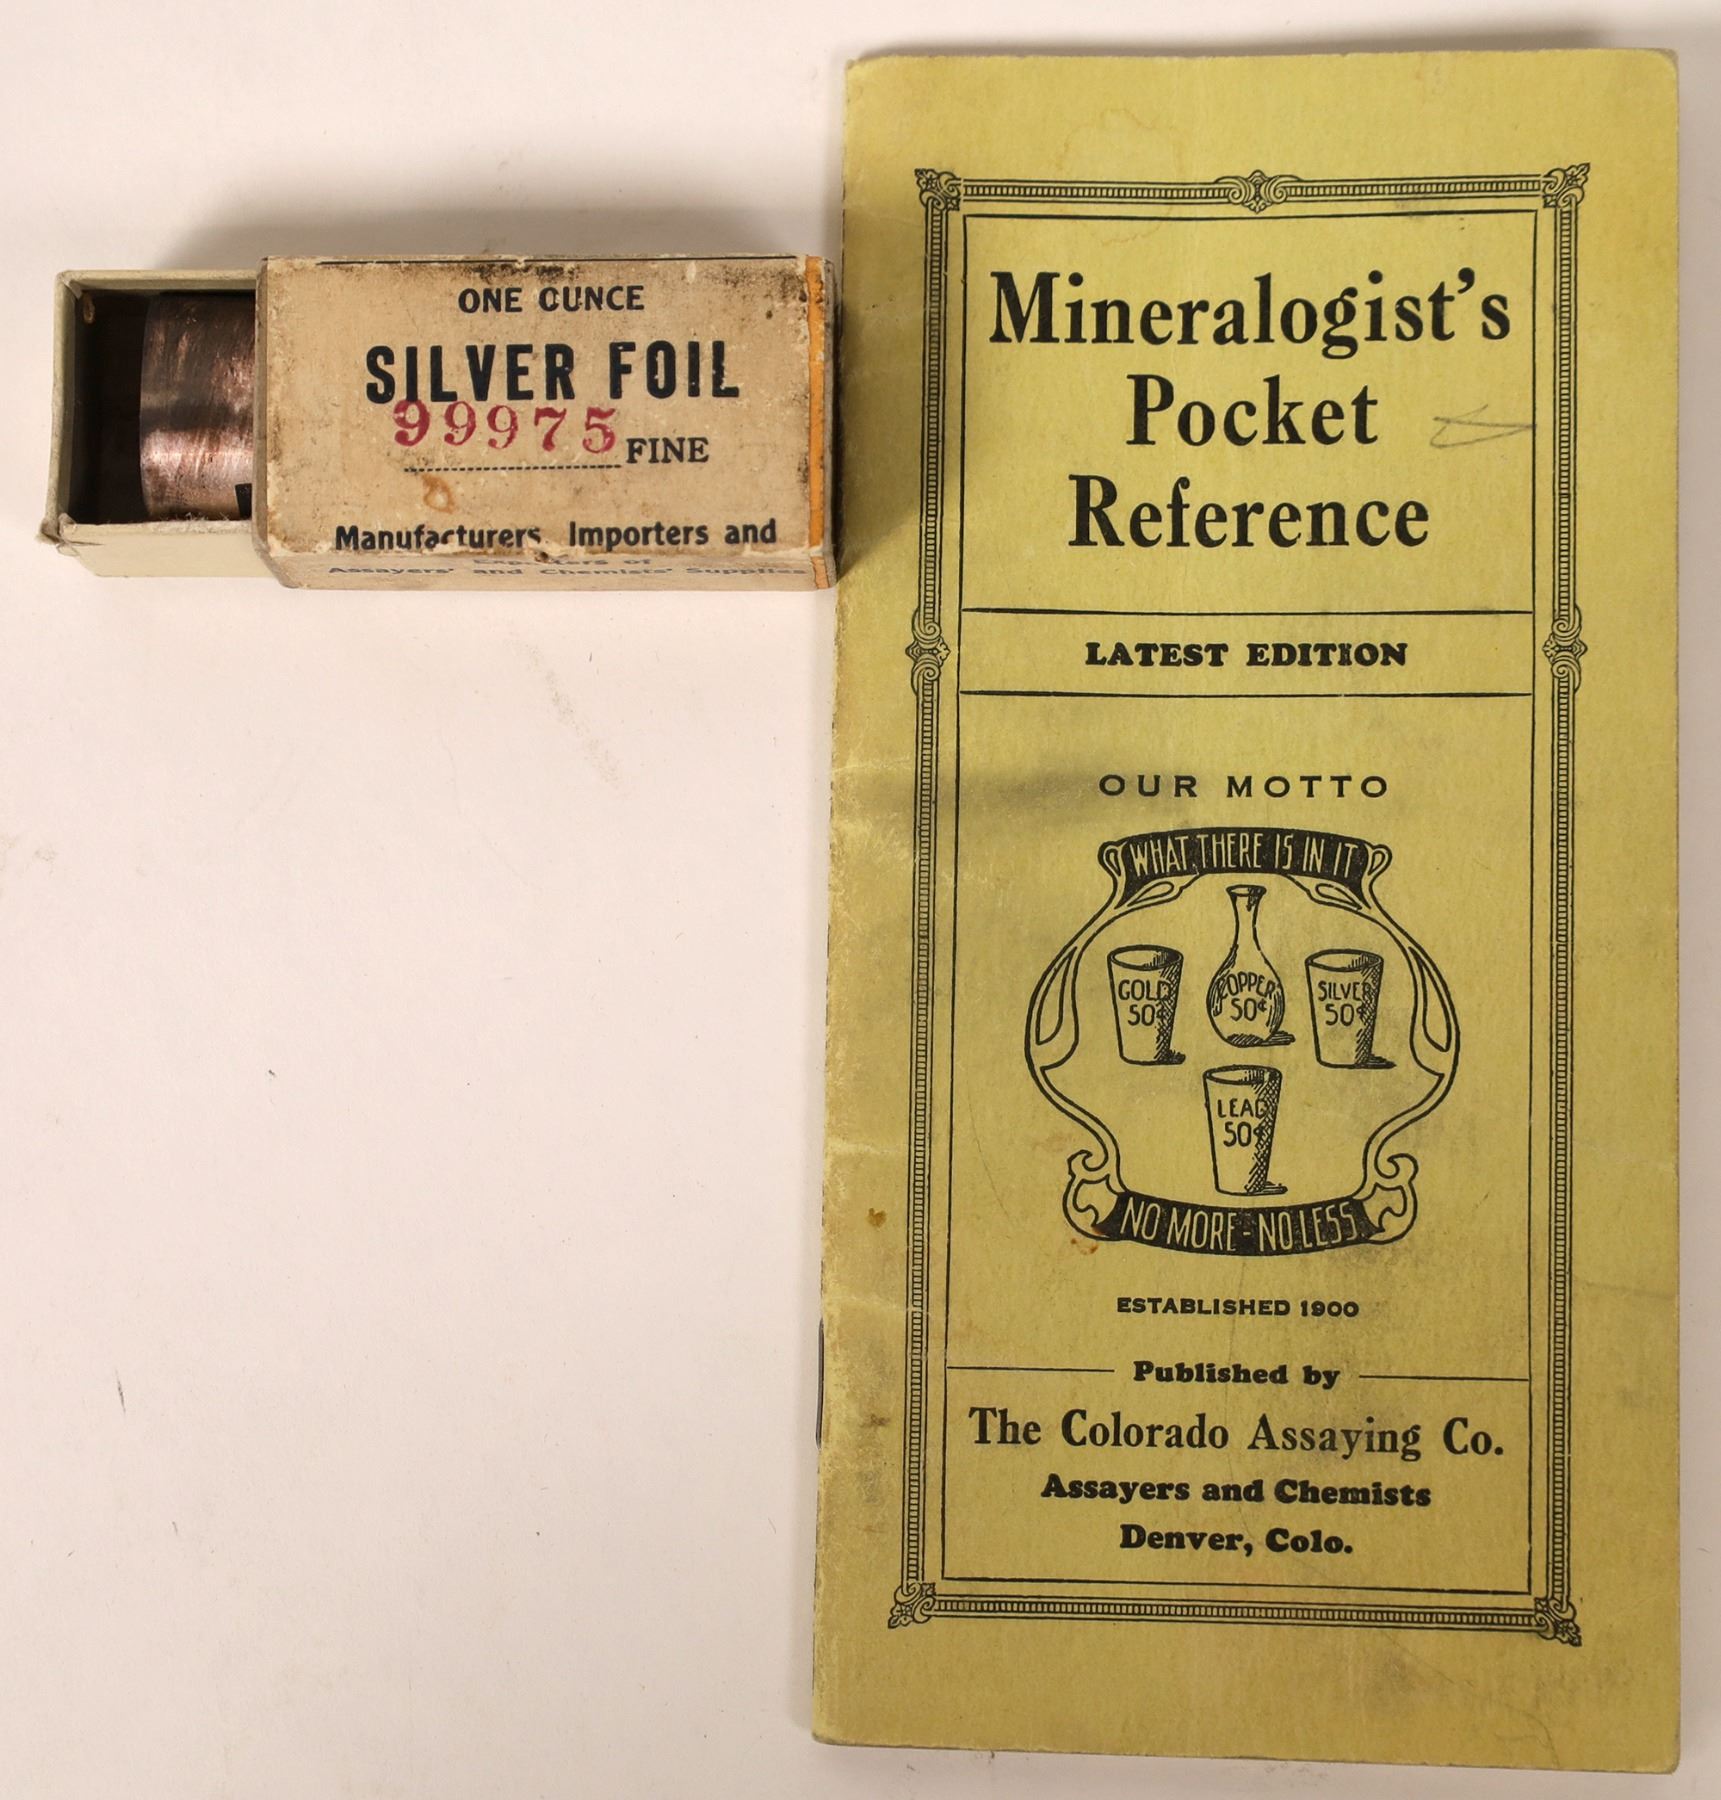 ONE OUNCE
SILVER FOIL
99975 FINE
Manufacturers, Importers and
Exporters of
Assayers' and Chemists' Supplies
Mineralogist's
Pocket
Reference
LATEST EDITION
OUR MOTTO
WHAT THERE IS IN IT
GOLD
50¢
COPPER
50¢
SILVER
50¢
LEAD
50¢
NO MORE - NO LESS
ESTABLISHED 1900
Published by
The Colorado Assaying Co.
Assayers and Chemists
Denver, Colo.